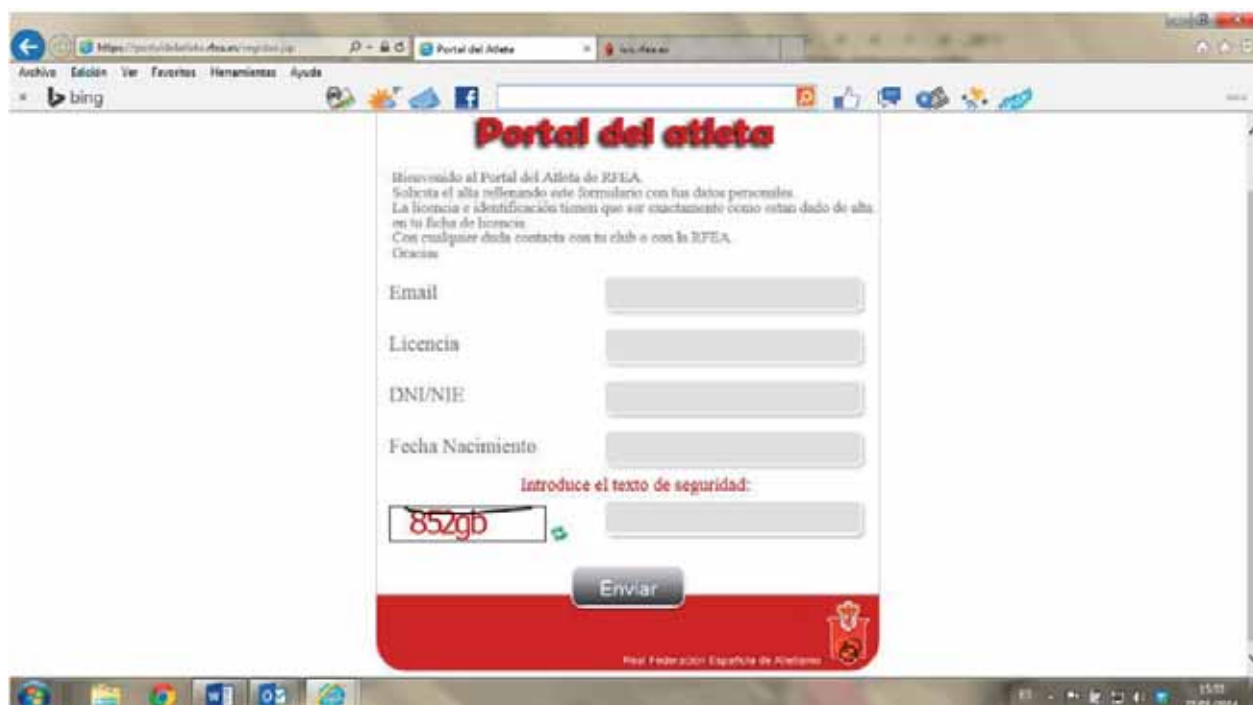 Portal del Atleta
Archivo Edición Ver Favoritos Herramientas Ayuda
bing
Portal del atleta
Bienvenido al Portal del Atleta de RFEA.
Solicita el alta rellenando este formulario con tus datos personales.
La licencia e identificación tienen que ser exactamente como estan dado de alta
en tu ficha de licencia
Con cualquier duda contacta con tu club o con la RFEA.
Gracias
Email
Licencia
DNI/NIE
Fecha Nacimiento
Introduce el texto de seguridad:
852gb
Enviar
Real Federación Española de Atletismo
ES